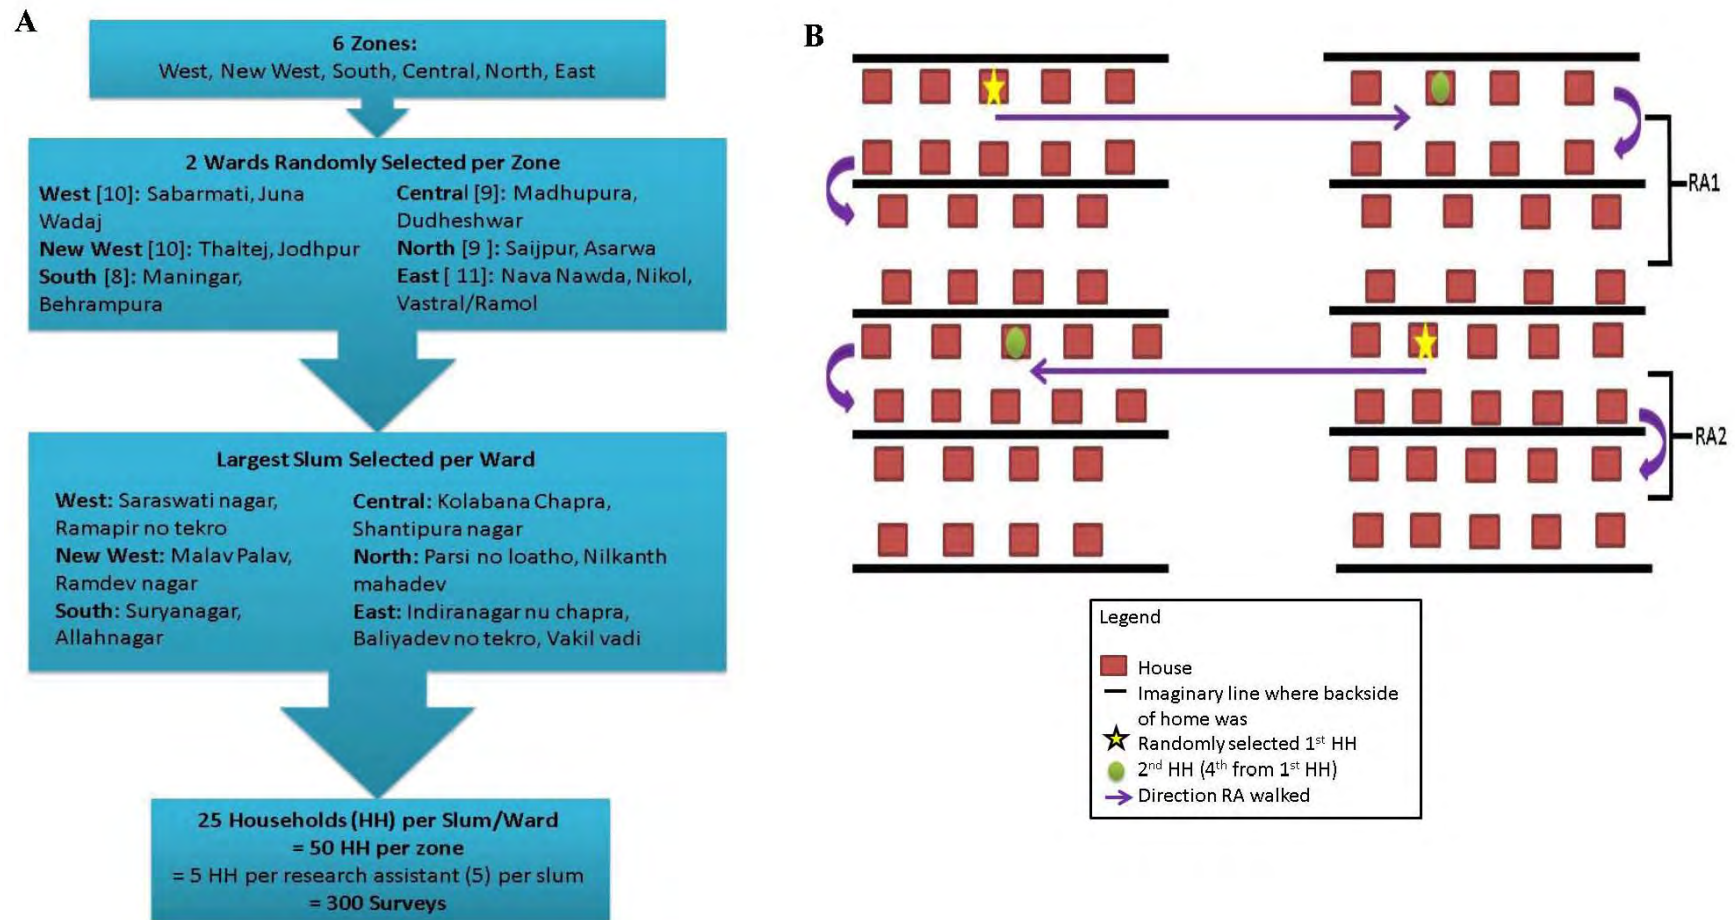 A
6 Zones:
West, New West, South, Central, North, East
2 Wards Randomly Selected per Zone
West [10]: Sabarmati, Juna
Wadaj
New West [10]: Thaltej, Jodhpur
South [8]: Maningar,
Behrampura
Central [9]: Madhupura,
Dudheshwar
North [9 ]: Saijpur, Asarwa
East [ 11]: Nava Nawda, Nikol,
Vastral/Ramol
Largest Slum Selected per Ward
West: Saraswati nagar,
Ramapir no tekro
New West: Malav Palav,
Ramdev nagar
South: Suryanagar,
Allahnagar
Central: Kolabana Chapra,
Shantipura nagar
North: Parsi no loatho, Nilkanth
mahadev
East: Indiranagar nu chapra,
Baliyadev no tekro, Vakil vadi
25 Households (HH) per Slum/Ward
= 50 HH per zone
= 5 HH per research assistant (5) per slum
= 300 Surveys
B
RA1
RA2
Legend
House
Imaginary line where backside
of home was
Randomly selected 1st HH
2nd HH (4th from 1st HH)
Direction RA walked